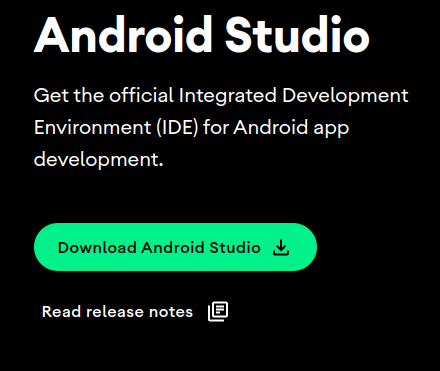 Android Studio
Get the official Integrated Development
Environment (IDE) for Android app
development.
Download Android Studio
Read release notes